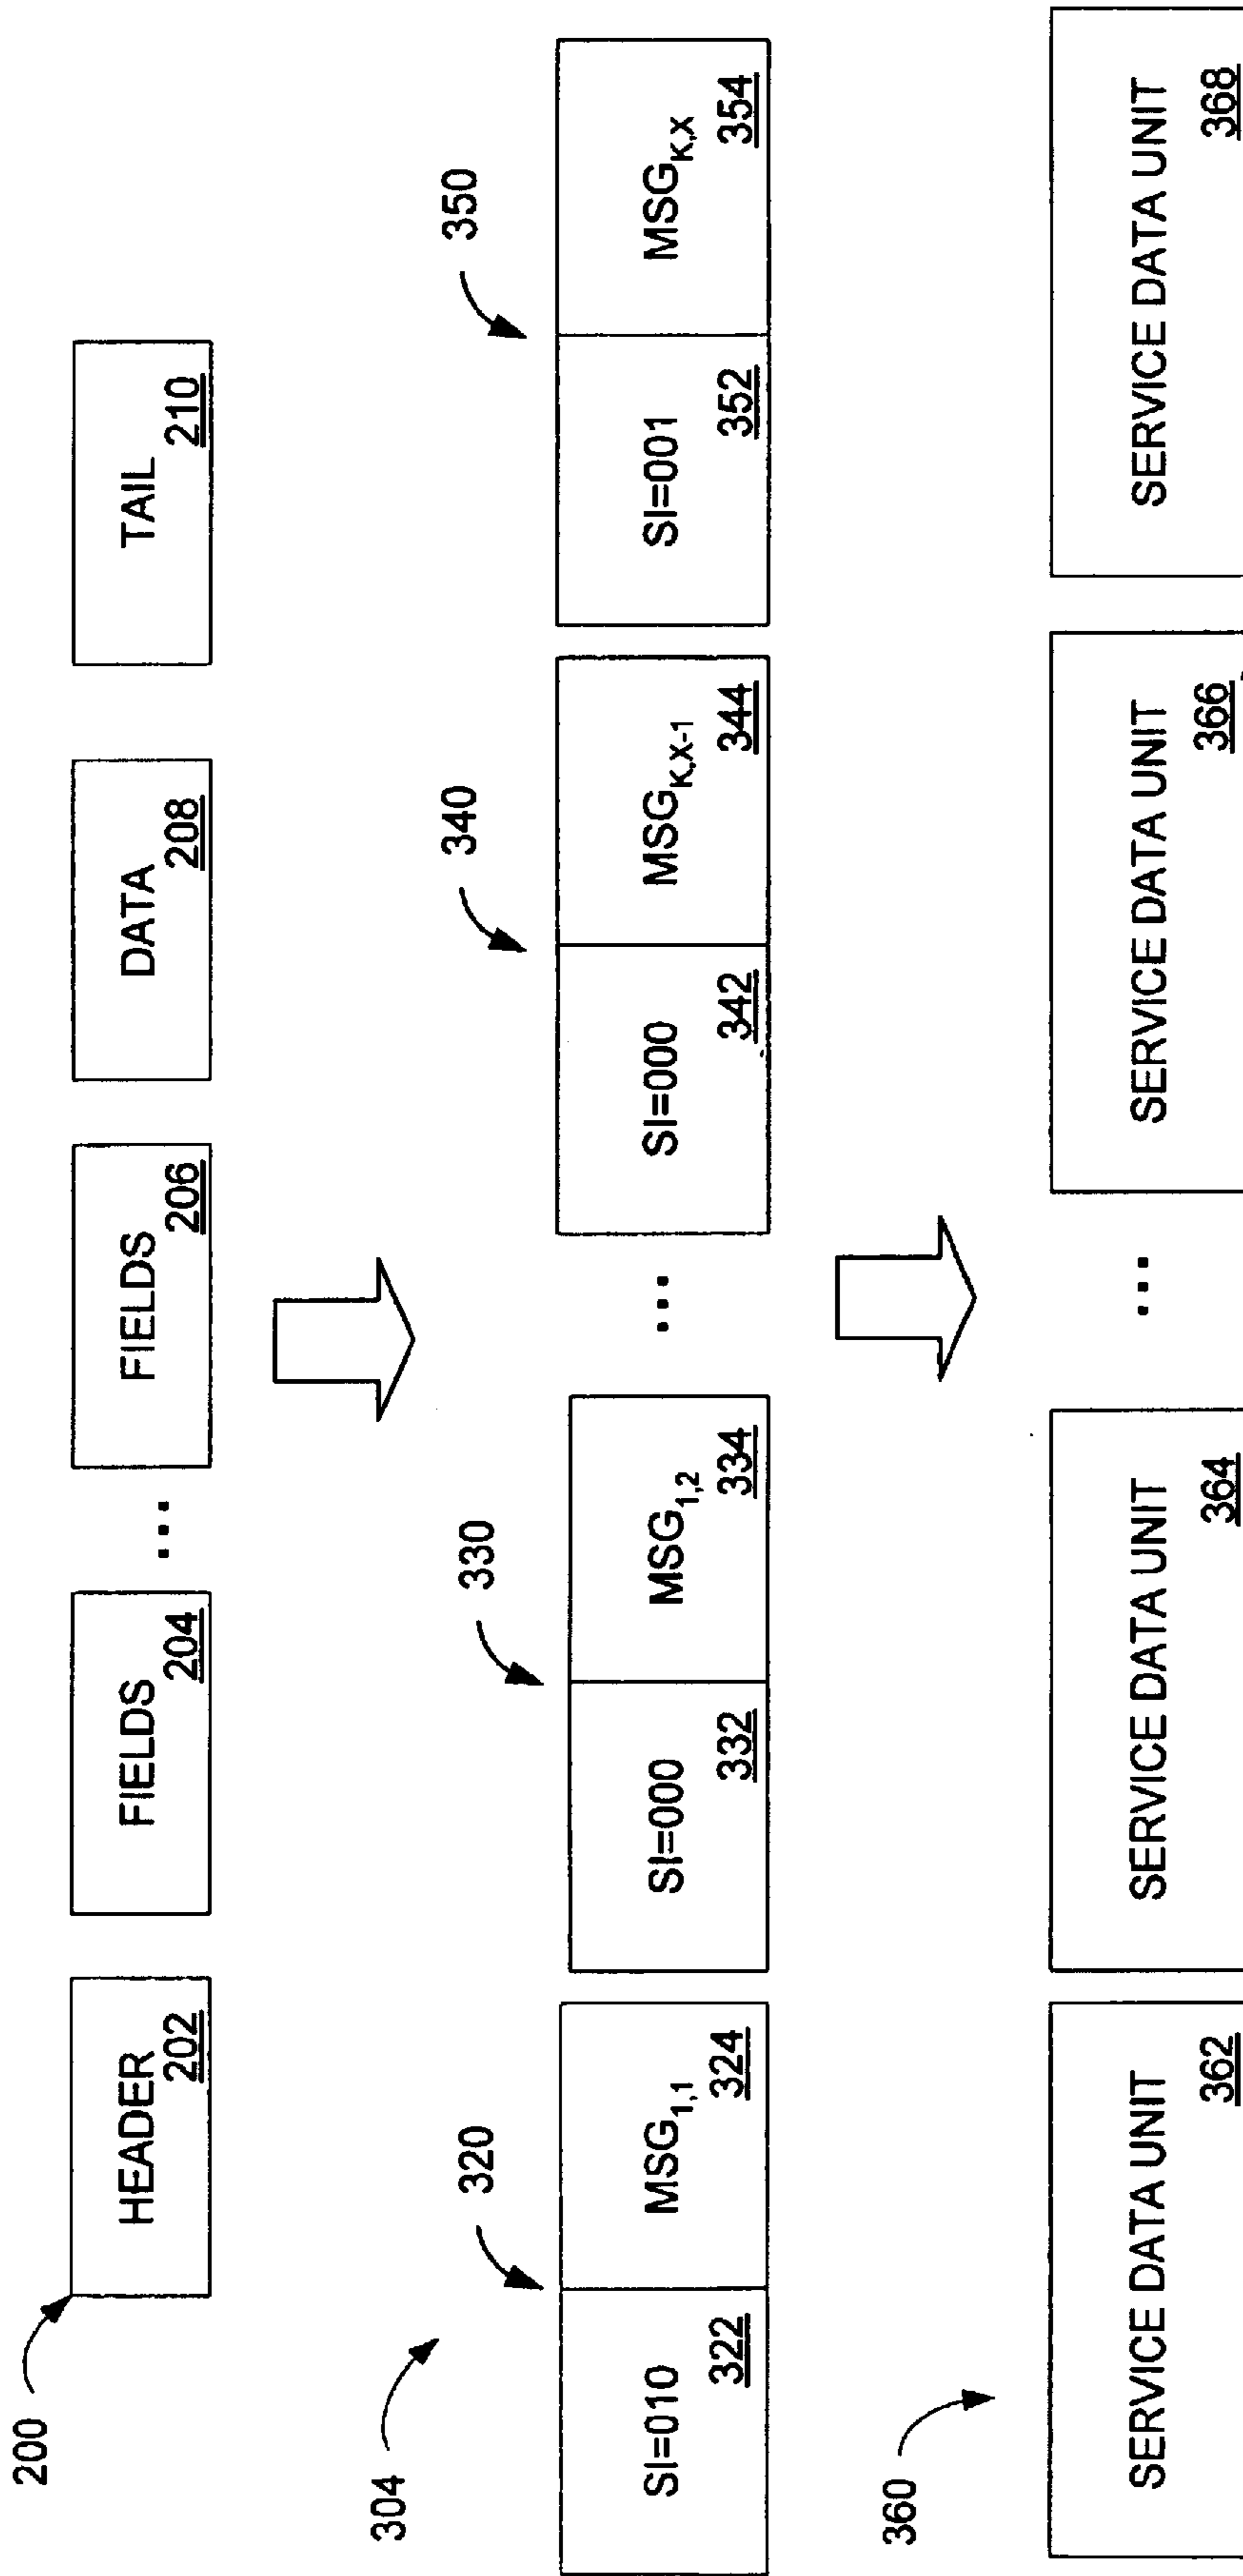 200
HEADER
202
FIELDS
204
...
FIELDS
206
DATA
208
TAIL
210
304
320
SI=010
322
MSG1,1
324
330
SI=000
332
MSG1,2
334
...
340
SI=000
342
MSGK,X-1
344
350
SI=001
352
MSGK,X
354
360
SERVICE DATA UNIT
362
SERVICE DATA UNIT
364
...
SERVICE DATA UNIT
366
SERVICE DATA UNIT
368